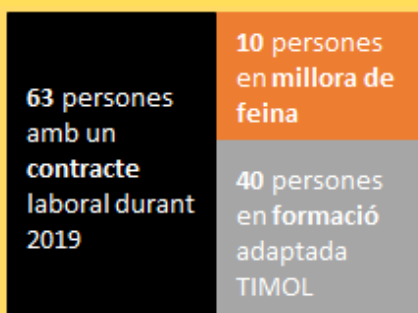 63 persones
amb un
contracte
laboral durant
2019
10 persones
en millora de
feina
40 persones
en formació
adaptada
TIMOL